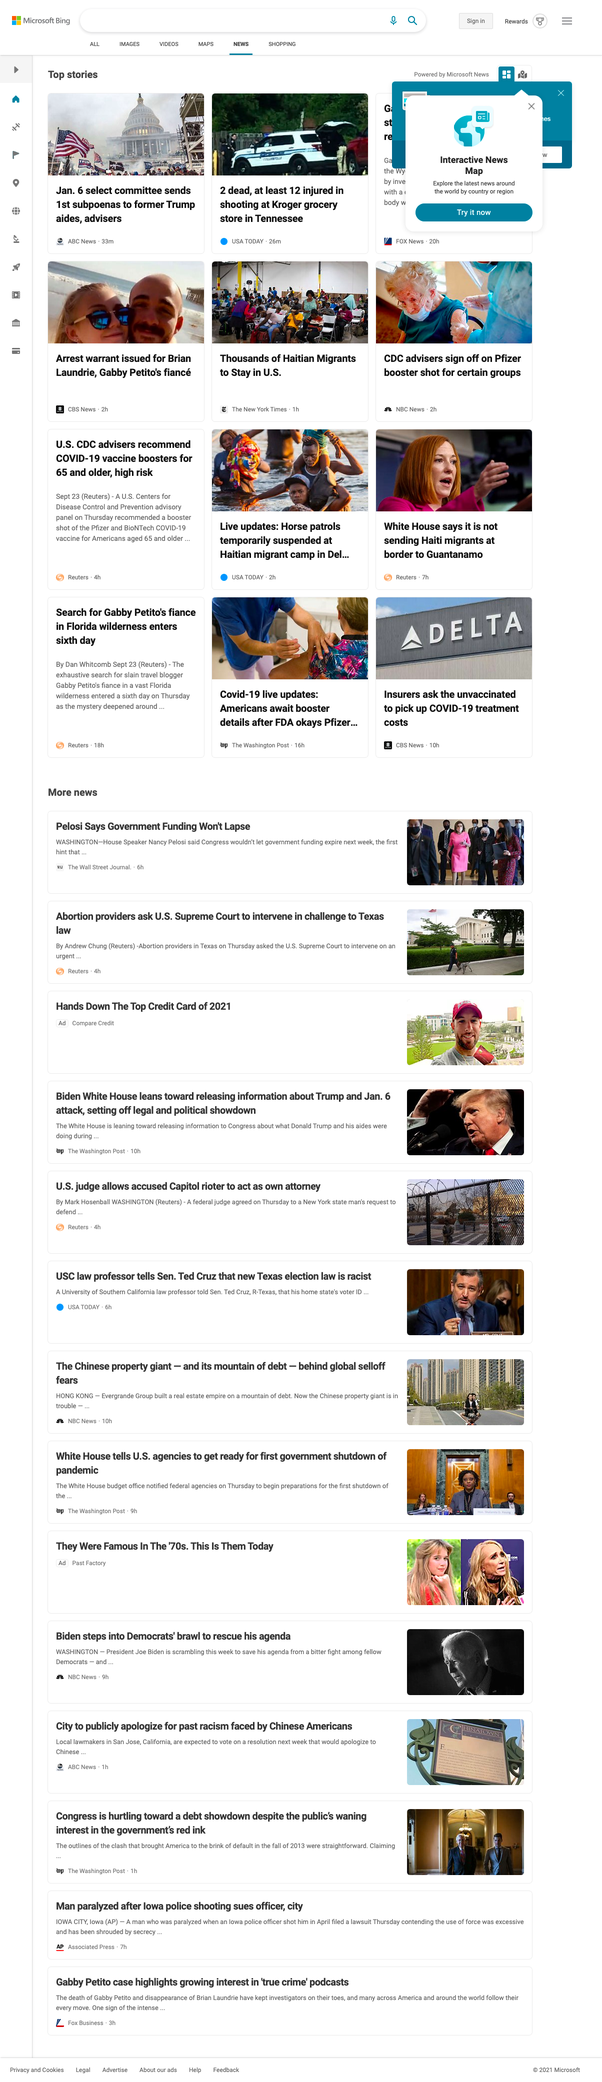 Microsoft Bing
Sign in
Rewards
ALL
IMAGES
VIDEOS
MAPS
NEWS
SHOPPING
Top stories
Powered by Microsoft News
Jan. 6 select committee sends
1st subpoenas to former Trump
aides, advisers
ABC News · 33m
2 dead, at least 12 injured in
shooting at Kroger grocery
store in Tennessee
USA TODAY · 26m
FOX News · 20h
Interactive News
Map
Explore the latest news around
the world by country or region
Try it now
Arrest warrant issued for Brian
Laundrie, Gabby Petito's fiancé
CBS News · 2h
Thousands of Haitian Migrants
to Stay in U.S.
The New York Times · 1h
CDC advisers sign off on Pfizer
booster shot for certain groups
NBC News · 2h
U.S. CDC advisers recommend
COVID-19 vaccine boosters for
65 and older, high risk
Sept 23 (Reuters) - A U.S. Centers for
Disease Control and Prevention advisory
panel on Thursday recommended a booster
shot of the Pfizer and BioNTech COVID-19
vaccine for Americans aged 65 and older ...
Reuters · 4h
Live updates: Horse patrols
temporarily suspended at
Haitian migrant camp in Del...
USA TODAY · 2h
White House says it is not
sending Haiti migrants at
border to Guantanamo
Reuters · 7h
Search for Gabby Petito's fiance
in Florida wilderness enters
sixth day
By Dan Whitcomb Sept 23 (Reuters) - The
exhaustive search for slain travel blogger
Gabby Petito's fiance in a vast Florida
wilderness entered a sixth day on Thursday
as the mystery deepened around ...
Reuters · 18h
Covid-19 live updates:
Americans await booster
details after FDA okays Pfizer...
The Washington Post · 16h
DELTA
Insurers ask the unvaccinated
to pick up COVID-19 treatment
costs
CBS News · 10h
More news
Pelosi Says Government Funding Won't Lapse
WASHINGTON—House Speaker Nancy Pelosi said Congress wouldn't let government funding expire next week, the first
hint that ...
The Wall Street Journal · 6h
Abortion providers ask U.S. Supreme Court to intervene in challenge to Texas
law
By Andrew Chung (Reuters) -Abortion providers in Texas on Thursday asked the U.S. Supreme Court to intervene on an
urgent ...
Reuters · 4h
Hands Down The Top Credit Card of 2021
Ad Compare Credit
Biden White House leans toward releasing information about Trump and Jan. 6
attack, setting off legal and political showdown
The White House is leaning toward releasing information to Congress about what Donald Trump and his aides were
doing during ...
The Washington Post · 10h
U.S. judge allows accused Capitol rioter to act as own attorney
By Mark Hosenball WASHINGTON (Reuters) - A federal judge agreed on Thursday to a New York state man's request to
defend ...
Reuters · 4h
USC law professor tells Sen. Ted Cruz that new Texas election law is racist
A University of Southern California law professor told Sen. Ted Cruz, R-Texas, that his home state's voter ID ...
USA TODAY · 6h
The Chinese property giant — and its mountain of debt — behind global selloff
fears
HONG KONG — Evergrande Group built a real estate empire on a mountain of debt. Now the Chinese property giant is in
trouble — ...
NBC News · 10h
White House tells U.S. agencies to get ready for first government shutdown of
pandemic
The White House budget office notified federal agencies on Thursday to begin preparations for the first shutdown of
the ...
The Washington Post · 9h
They Were Famous In The '70s. This Is Them Today
Ad Past Factory
Biden steps into Democrats' brawl to rescue his agenda
WASHINGTON — President Joe Biden is scrambling this week to save his agenda from a bitter fight among fellow
Democrats — and ...
NBC News · 9h
City to publicly apologize for past racism faced by Chinese Americans
Local lawmakers in San Jose, California, are expected to vote on a resolution next week that would apologize to
Chinese ...
ABC News · 1h
Congress is hurtling toward a debt showdown despite the public's waning
interest in the government's red ink
The outlines of the clash that brought America to the brink of default in the fall of 2013 were straightforward. Claiming
...
The Washington Post · 1h
Man paralyzed after Iowa police shooting sues officer, city
IOWA CITY, Iowa (AP) — A man who was paralyzed when an Iowa police officer shot him in April filed a lawsuit Thursday contending the use of force was excessive
and has been shrouded by secrecy ...
AP Associated Press · 7h
Gabby Petito case highlights growing interest in 'true crime' podcasts
The death of Gabby Petito and disappearance of Brian Laundrie have kept investigators on their toes, and many across America and around the world follow their
every move. One sign of the intense ...
Fox Business · 3h
Privacy and Cookies
Legal
Advertise
About our ads
Help
Feedback
© 2021 Microsoft